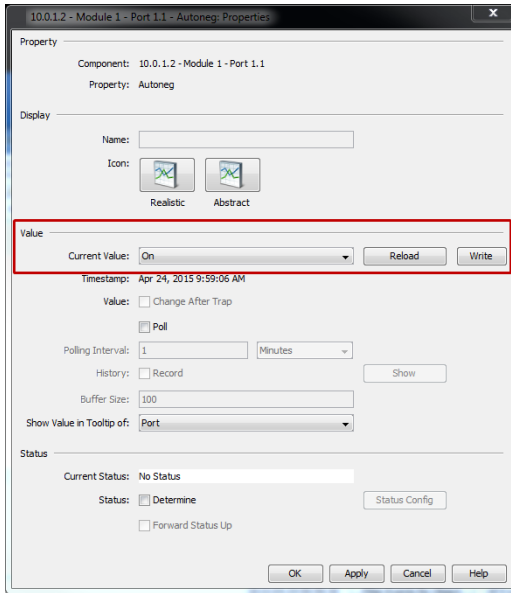 10.0.1.2 - Module 1 - Port 1.1 - Autoneg: Properties
x
Property
Component: 10.0.1.2 - Module 1 - Port 1.1
Property: Autoneg
Display
Name:
Icon:
Realistic Abstract
Value
Current Value: On Reload Write
Timestamp: Apr 24, 2015 9:59:06 AM
Value: Change After Trap
Poll
Polling Interval: 1 Minutes
History: Record Show
Buffer Size: 100
Show Value in Tooltip of: Port
Status
Current Status: No Status
Status: Determine Status Config
Forward Status Up
OK Apply Cancel Help